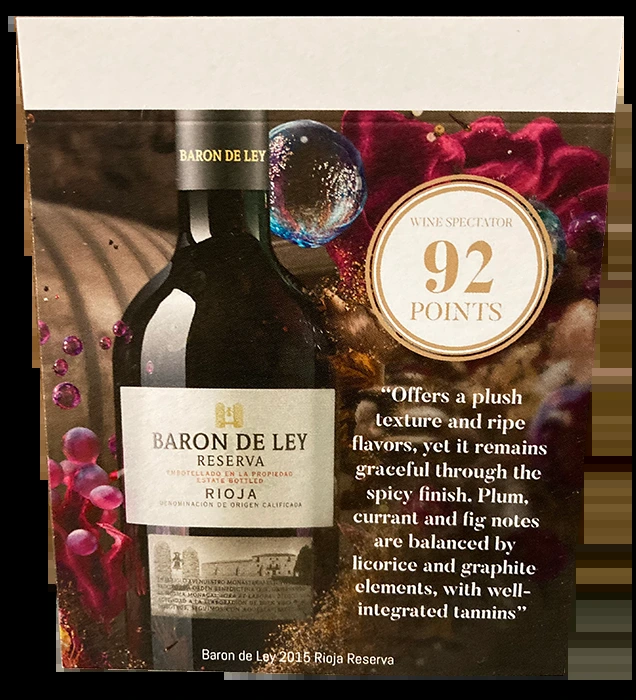 BARON DE LEY
WINE SPECTATOR
92
POINTS
BARON DE LEY
RESERVA
EMBOTELLADO EN LA PROPIEDAD
ESTATE BOTTLED
RIOJA
DENOMINACIÓN DE ORIGEN CALIFICADA
“Offers a plush
texture and ripe
flavors, yet it remains
graceful through the
spicy finish. Plum,
currant and fig notes
are balanced by
licorice and graphite
elements, with well-
integrated tannins”
Baron de Ley 2015 Rioja Reserva